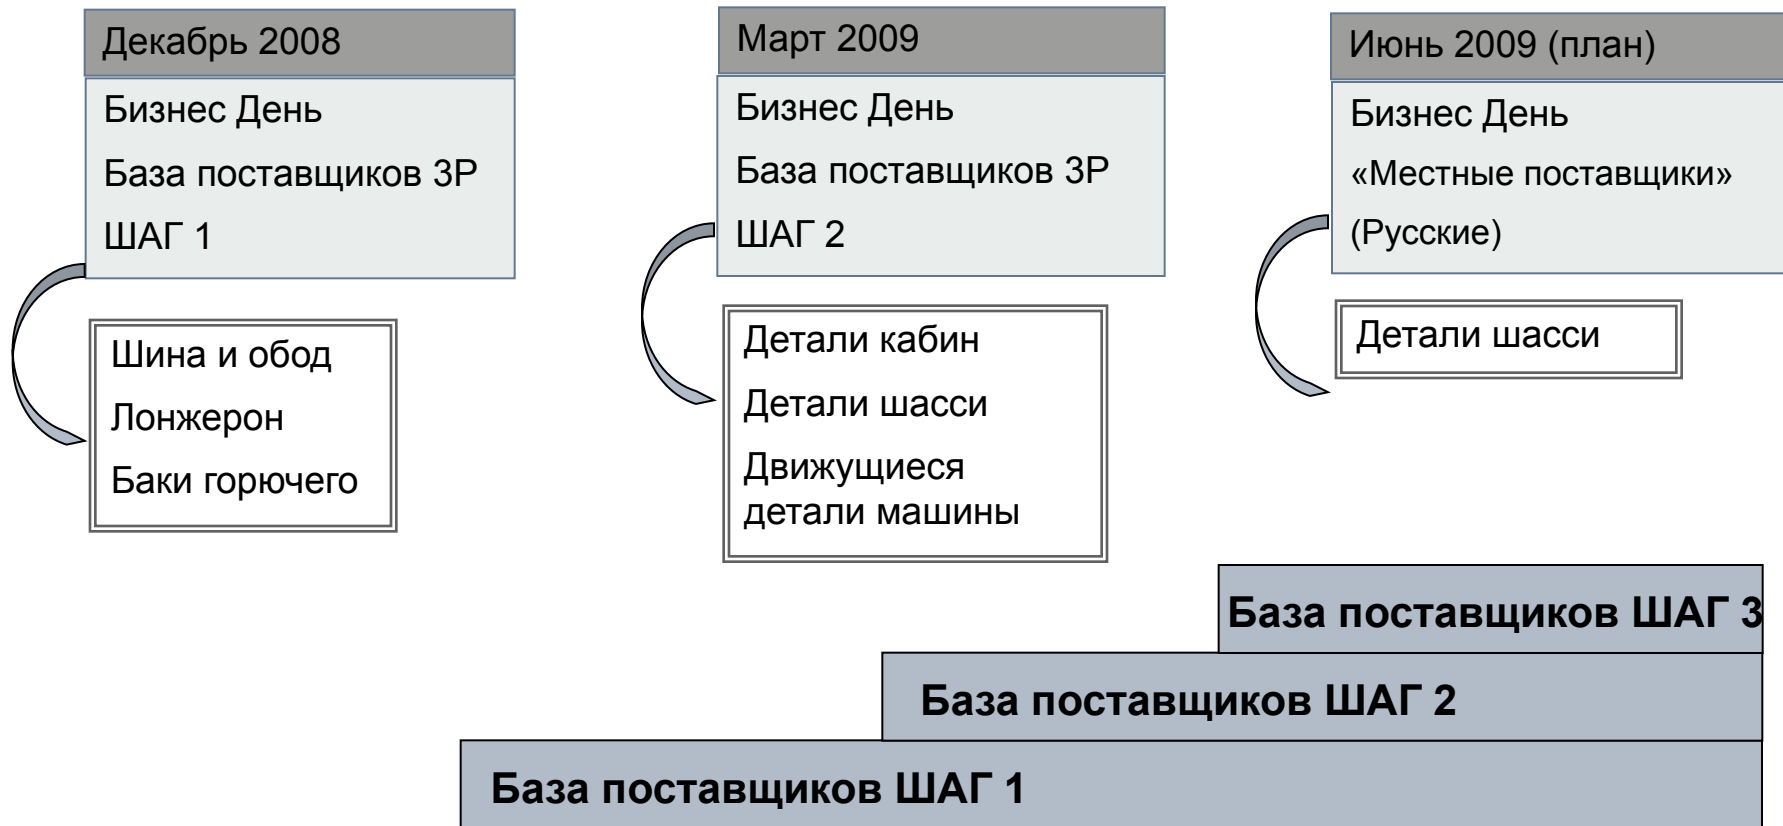 Декабрь 2008
Бизнес День
База поставщиков 3Р
ШАГ 1
Шина и обод
Лонжерон
Баки горючего
Март 2009
Бизнес День
База поставщиков 3Р
ШАГ 2
Детали кабин
Детали шасси
Движущиеся
детали машины
Июнь 2009 (план)
Бизнес День
«Местные поставщики»
(Русские)
Детали шасси
База поставщиков ШАГ 3
База поставщиков ШАГ 2
База поставщиков ШАГ 1